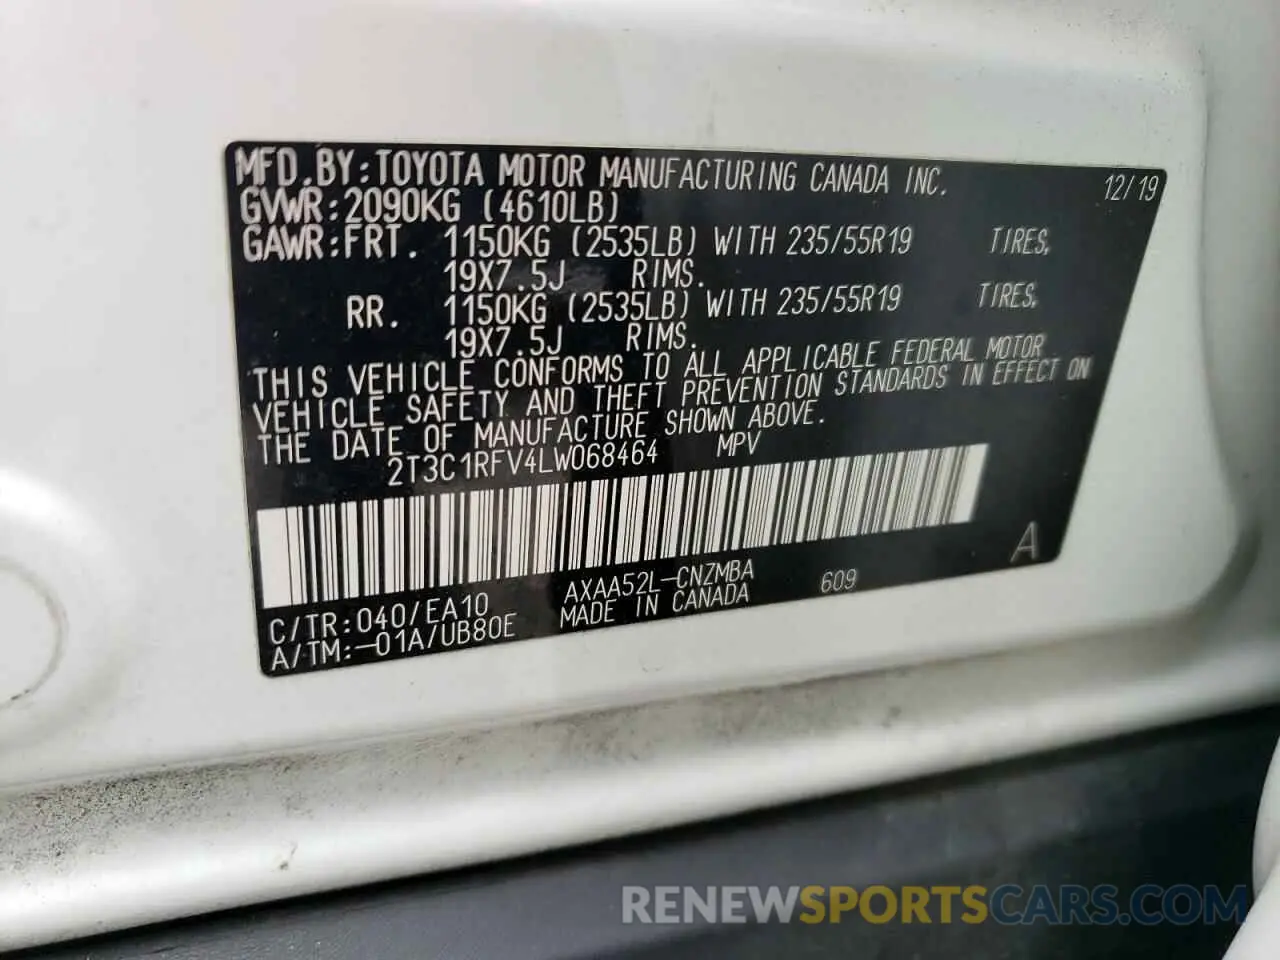 MFD.BY:TOYOTA MOTOR MANUFACTURING CANADA INC. 12/19
GVWR:2090KG (4610LB)
GAWR:FRT. 1150KG (2535LB) WITH 235/55R19 TIRES,
19X7.5J RIMS.
RR. 1150KG (2535LB) WITH 235/55R19 TIRES,
19X7.5J RIMS.
THIS VEHICLE CONFORMS TO ALL APPLICABLE FEDERAL MOTOR
VEHICLE SAFETY AND THEFT PREVENTION STANDARDS IN EFFECT ON
THE DATE OF MANUFACTURE SHOWN ABOVE.
2T3C1RFV4LW068464 MPV
A
C/TR:040/EA10 AXAA52L-CNZMBA 609
A/TM:-01A/UB80E MADE IN CANADA
RENEWSPORTSCARS.COM